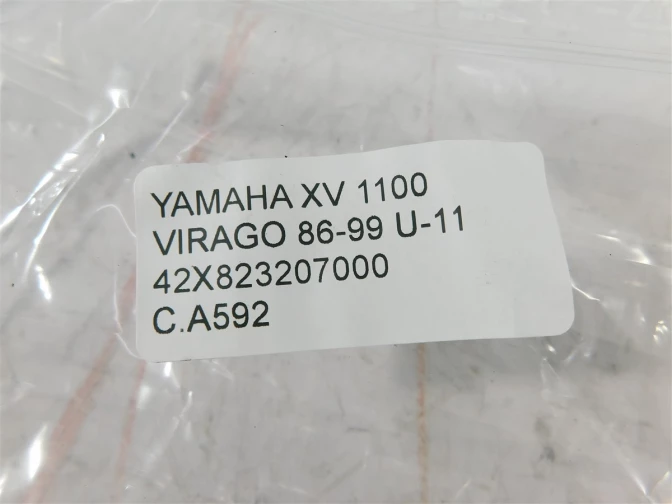 YAMAHA XV 1100
VIRAGO 86-99 U-11
42X823207000
C.A592